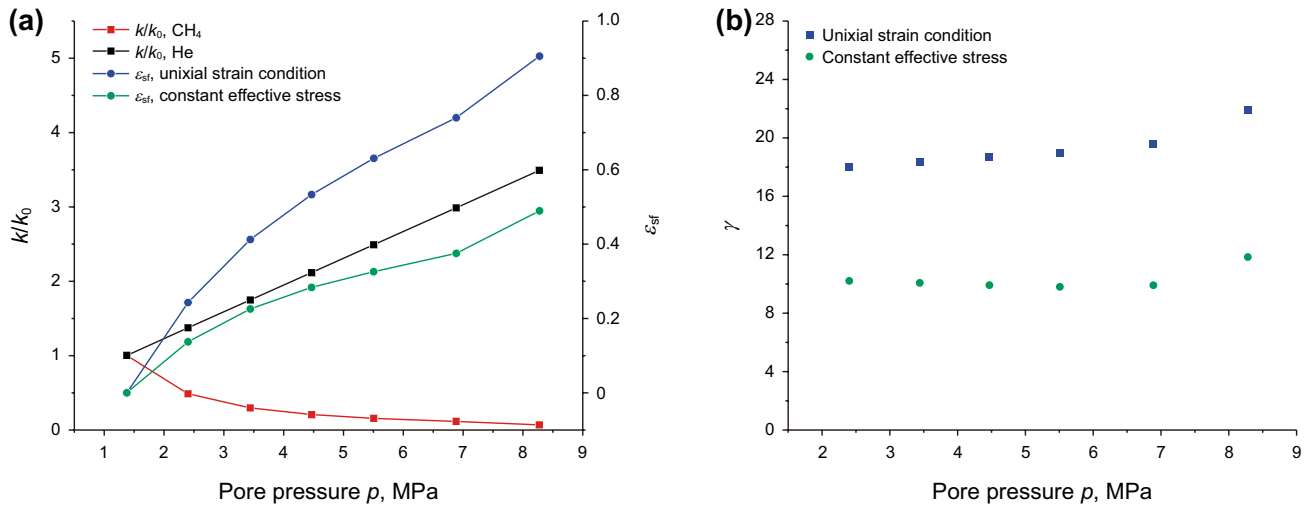 (a)
k/k₀, CH₄
k/k₀, He
εsf, unixial strain condition
εsf, constant effective stress
k/k₀
5
4
3
2
1
0
1.0
0.8
0.6
0.4
0.2
0
εsf
1 2 3 4 5 6 7 8 9
Pore pressure p, MPa
(b)
Unixial strain condition
Constant effective stress
γ
28
24
20
16
12
8
4
0
2 3 4 5 6 7 8 9
Pore pressure p, MPa